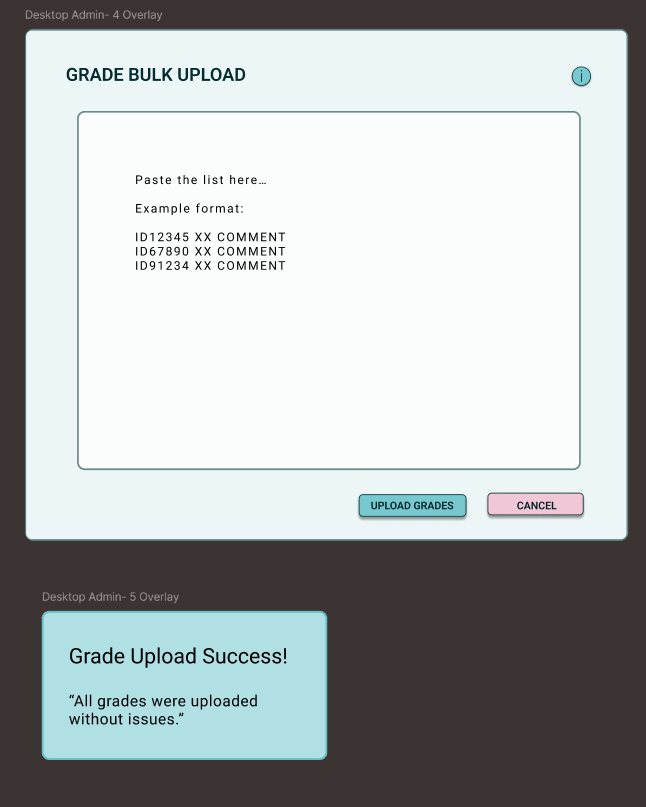 Desktop Admin- 4 Overlay
GRADE BULK UPLOAD
i
Paste the list here…
Example format:
ID12345 XX COMMENT
ID67890 XX COMMENT
ID91234 XX COMMENT
UPLOAD GRADES
CANCEL
Desktop Admin- 5 Overlay
Grade Upload Success!
“All grades were uploaded
without issues.”